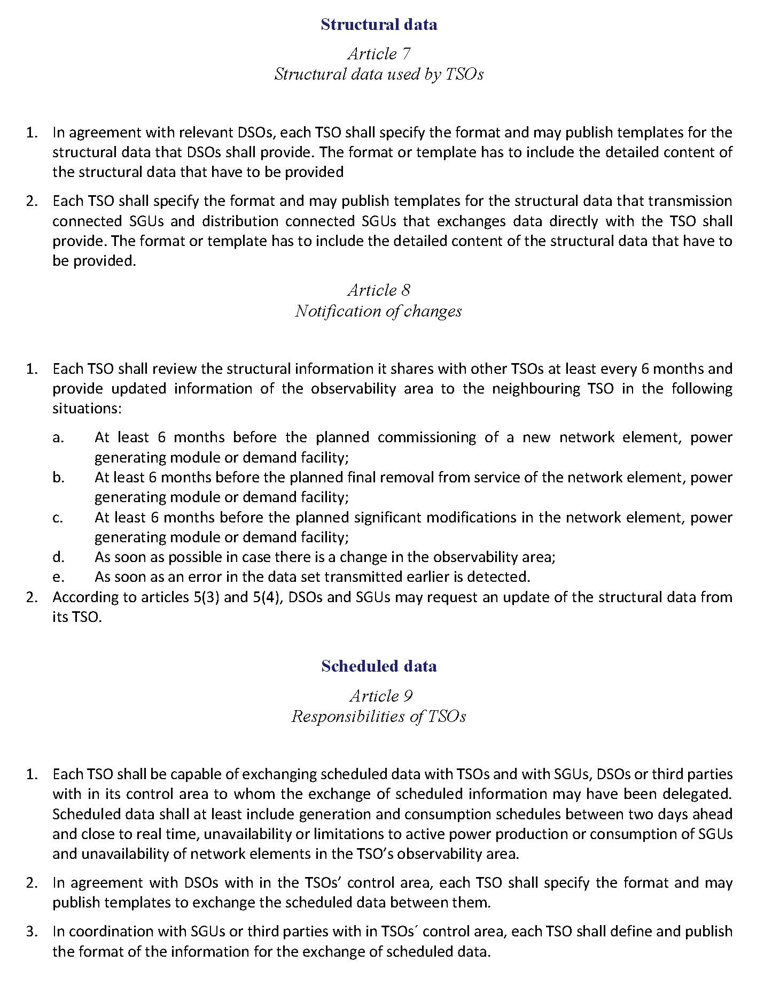 Structural data
Article 7
Structural data used by TSOs
1. In agreement with relevant DSOs, each TSO shall specify the format and may publish templates for the
structural data that DSOs shall provide. The format or template has to include the detailed content of
the structural data that have to be provided
2. Each TSO shall specify the format and may publish templates for the structural data that transmission
connected SGUs and distribution connected SGUs that exchanges data directly with the TSO shall
provide. The format or template has to include the detailed content of the structural data that have to
be provided.
Article 8
Notification of changes
1. Each TSO shall review the structural information it shares with other TSOs at least every 6 months and
provide updated information of the observability area to the neighbouring TSO in the following
situations:
a. At least 6 months before the planned commissioning of a new network element, power
generating module or demand facility;
b. At least 6 months before the planned final removal from service of the network element, power
generating module or demand facility;
c. At least 6 months before the planned significant modifications in the network element, power
generating module or demand facility;
d. As soon as possible in case there is a change in the observability area;
e. As soon as an error in the data set transmitted earlier is detected.
2. According to articles 5(3) and 5(4), DSOs and SGUs may request an update of the structural data from
its TSO.
Scheduled data
Article 9
Responsibilities of TSOs
1. Each TSO shall be capable of exchanging scheduled data with TSOs and with SGUs, DSOs or third parties
with in its control area to whom the exchange of scheduled information may have been delegated.
Scheduled data shall at least include generation and consumption schedules between two days ahead
and close to real time, unavailability or limitations to active power production or consumption of SGUs
and unavailability of network elements in the TSO’s observability area.
2. In agreement with DSOs with in the TSOs’ control area, each TSO shall specify the format and may
publish templates to exchange the scheduled data between them.
3. In coordination with SGUs or third parties with in TSOs´ control area, each TSO shall define and publish
the format of the information for the exchange of scheduled data.